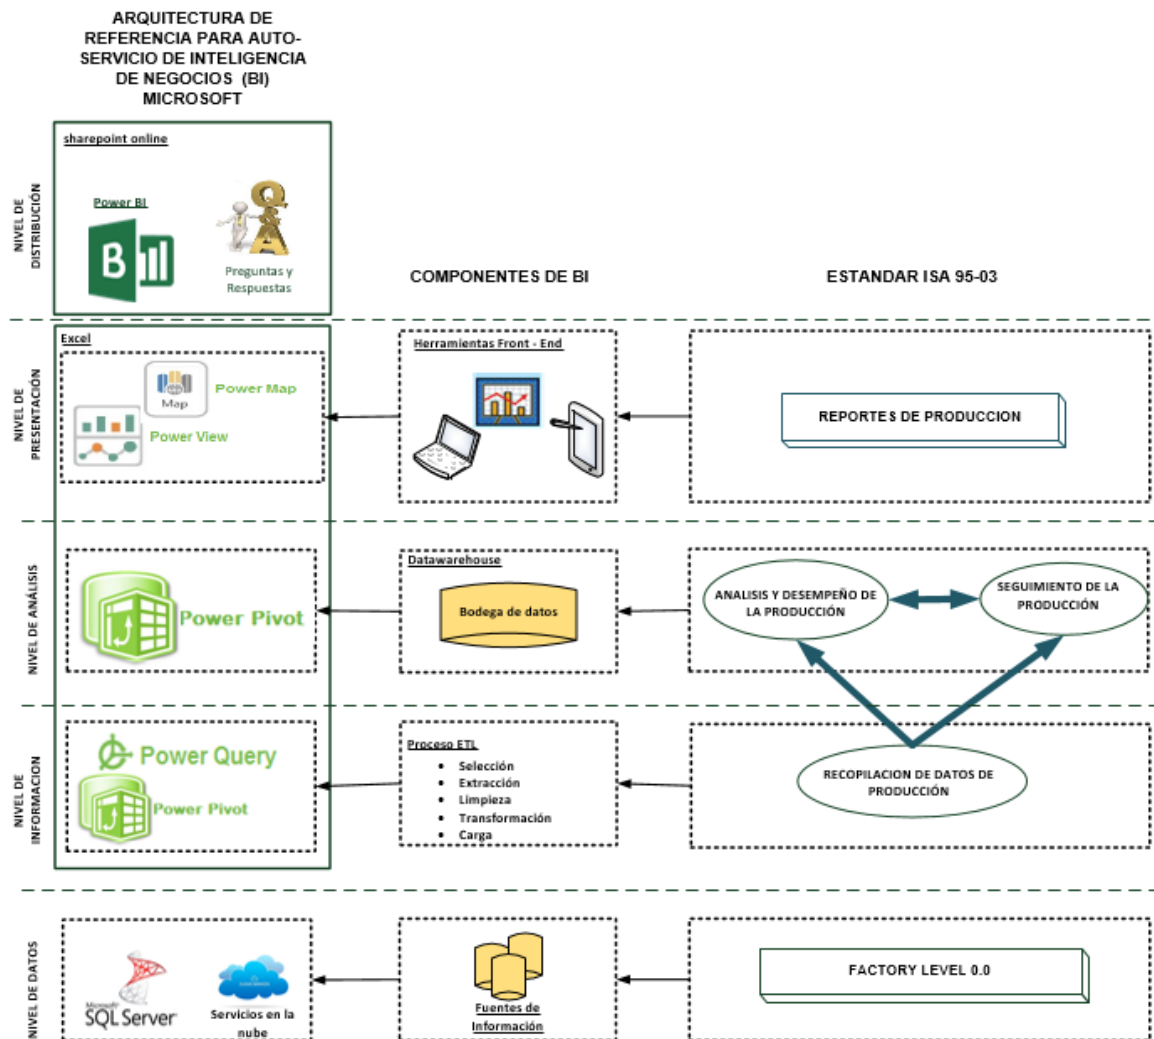 ARQUITECTURA DE
REFERENCIA PARA AUTO-
SERVICIO DE INTELIGENCIA
DE NEGOCIOS (BI)
MICROSOFT
NIVEL DE
DISTRIBUCIÓN
sharepoint online
Power BI
B
Q
&
A
Preguntas y
Respuestas
COMPONENTES DE BI
ESTANDAR ISA 95-03
NIVEL DE
PRESENTACIÓN
Excel
Map
Power Map
Power View
Herramientas Front - End
REPORTES DE PRODUCCION
NIVEL DE ANÁLISIS
Power Pivot
Datawarehouse
Bodega de datos
ANALISIS Y DESEMPEÑO DE
LA PRODUCCIÓN
SEGUIMIENTO DE LA
PRODUCCIÓN
NIVEL DE
INFORMACION
Power Query
Power Pivot
Proceso ETL
• Selección
• Extracción
• Limpieza
• Transformación
• Carga
RECOPILACION DE DATOS DE
PRODUCCIÓN
NIVEL DE DATOS
Microsoft
SQL Server
Servicios en la
nube
Fuentes de
Información
FACTORY LEVEL 0.0